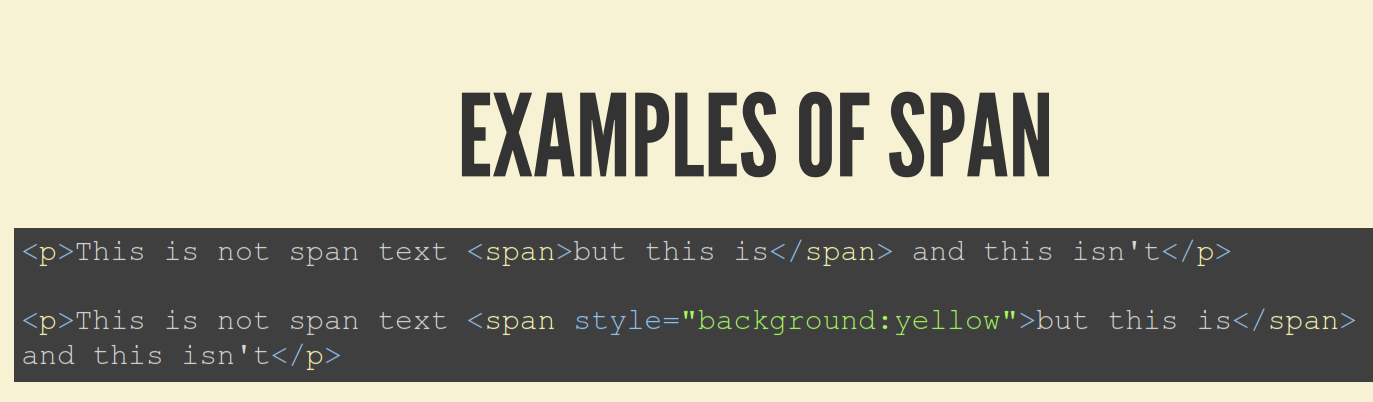 EXAMPLES OF SPAN
<p>This is not span text <span>but this is</span> and this isn't</p>
<p>This is not span text <span style="background:yellow">but this is</span>
and this isn't</p>